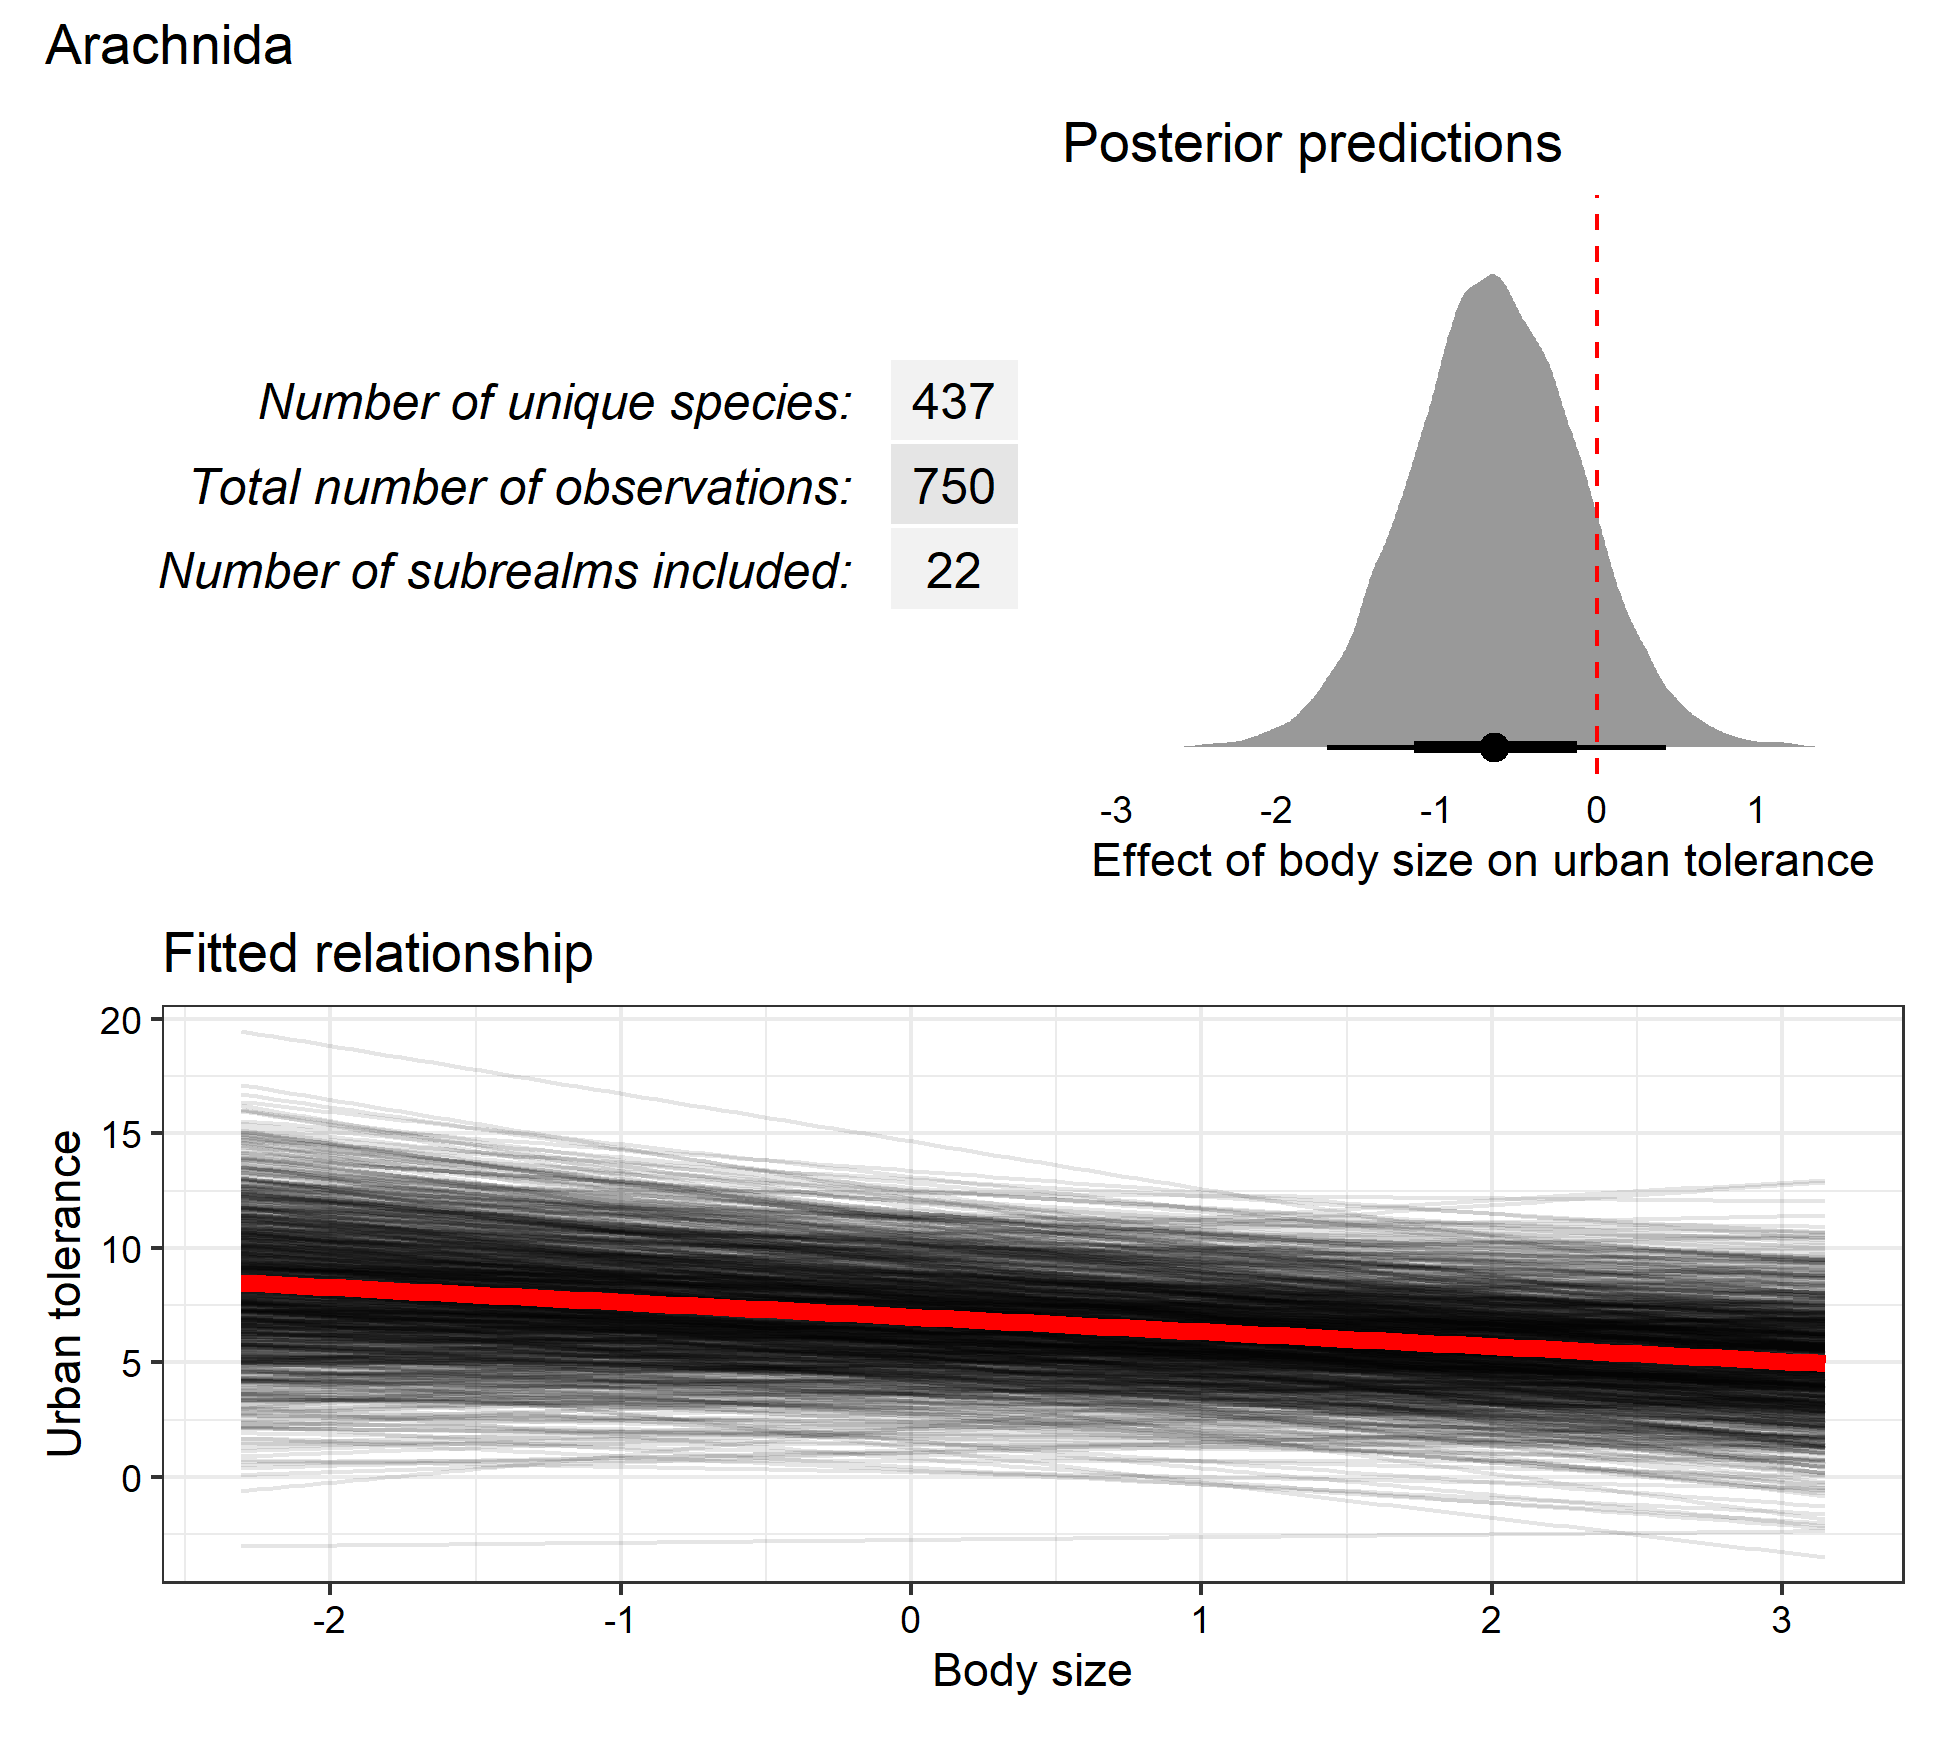 Arachnida
Posterior predictions
Number of unique species: 437
Total number of observations: 750
Number of subrealms included: 22
-3 -2 -1 0 1
Effect of body size on urban tolerance
Fitted relationship
20
15
10
5
0
Urban tolerance
-2 -1 0 1 2 3
Body size